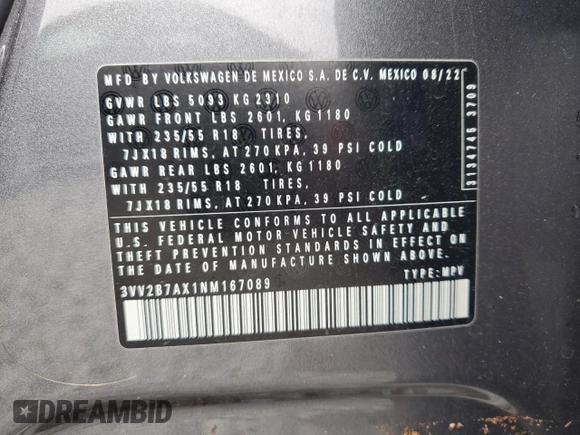 MFD BY VOLKSWAGEN DE MEXICO S.A. DE C.V. MEXICO 08/22
GVWR LBS 5093 KG 2310
GAWR FRONT LBS 2601, KG 1180
WITH 235/55 R18 TIRES,
7JX18 RIMS, AT 270 KPA, 39 PSI COLD
GAWR REAR LBS 2601, KG 1180
WITH 235/55 R18 TIRES,
7JX18 RIMS, AT 270 KPA, 39 PSI COLD
THIS VEHICLE CONFORMS TO ALL APPLICABLE
U.S. FEDERAL MOTOR VEHICLE SAFETY AND
THEFT PREVENTION STANDARDS IN EFFECT ON
THE DATE OF MANUFACTURE SHOWN ABOVE.
3VV2B7AX1NM167089 TYPE: MPV
3134746 3709
DREAMBID